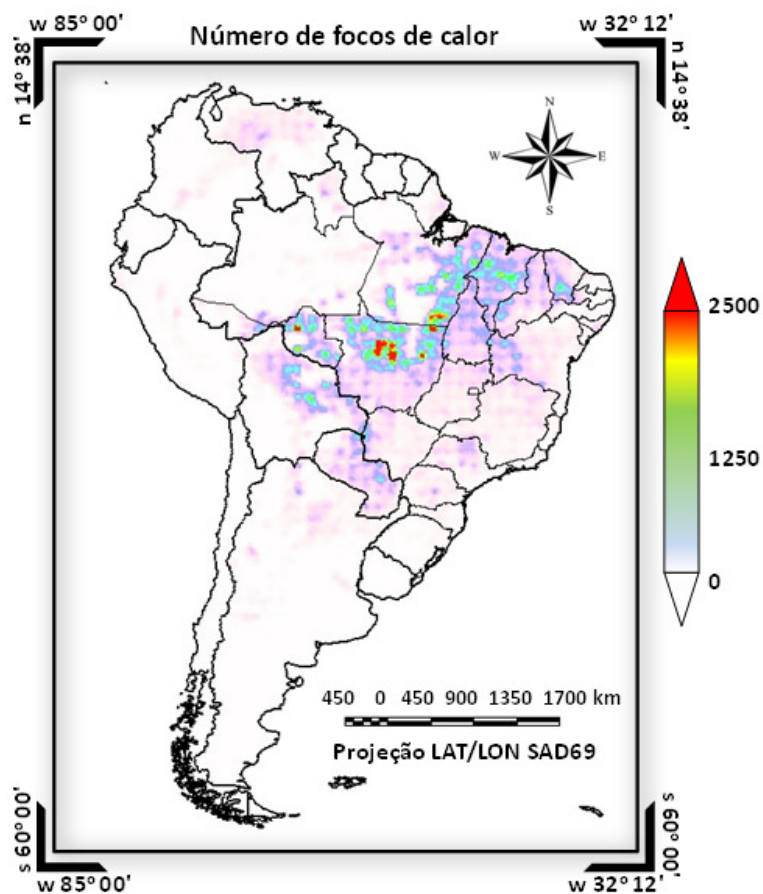 w 85° 00'
w 32° 12'
Número de focos de calor
n 14° 38'
n 14° 38'
N
W
E
S
2500
1250
0
450 0 450 900 1350 1700 km
Projeção LAT/LON SAD69
s 60° 00'
s 60° 00'
w 85° 00'
w 32° 12'